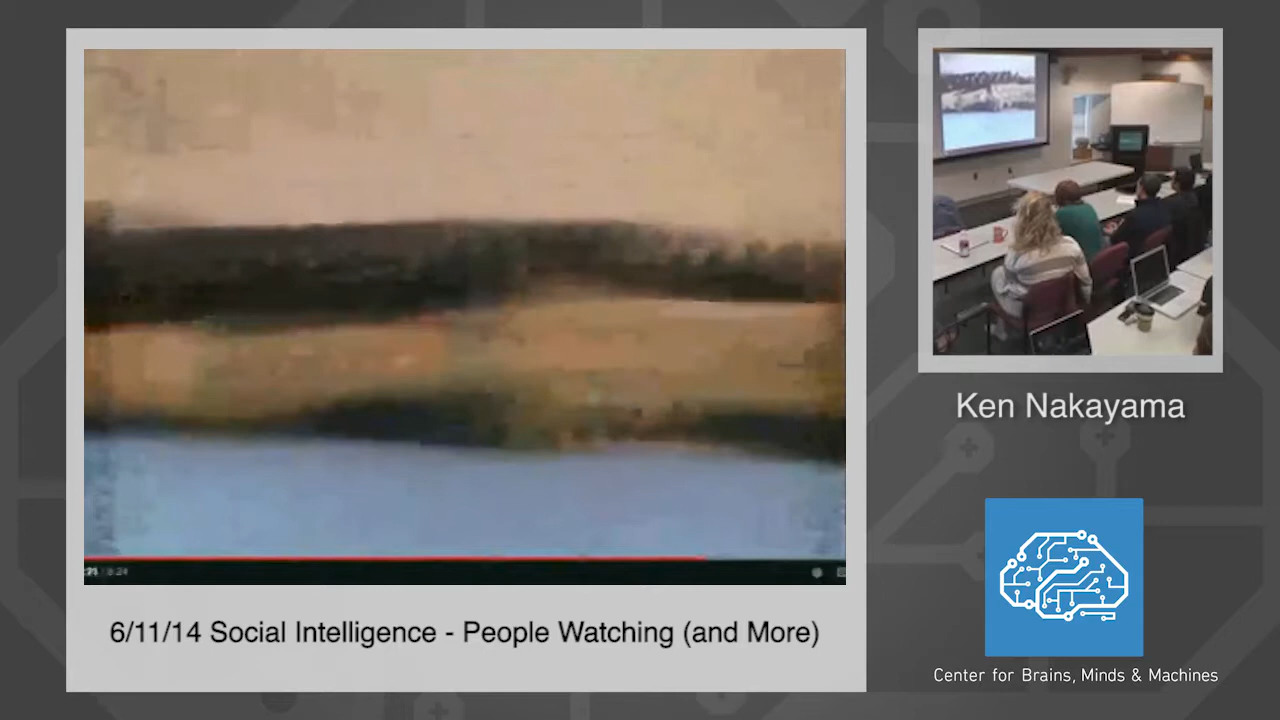 6/11/14 Social Intelligence - People Watching (and More)
Ken Nakayama
Center for Brains, Minds & Machines